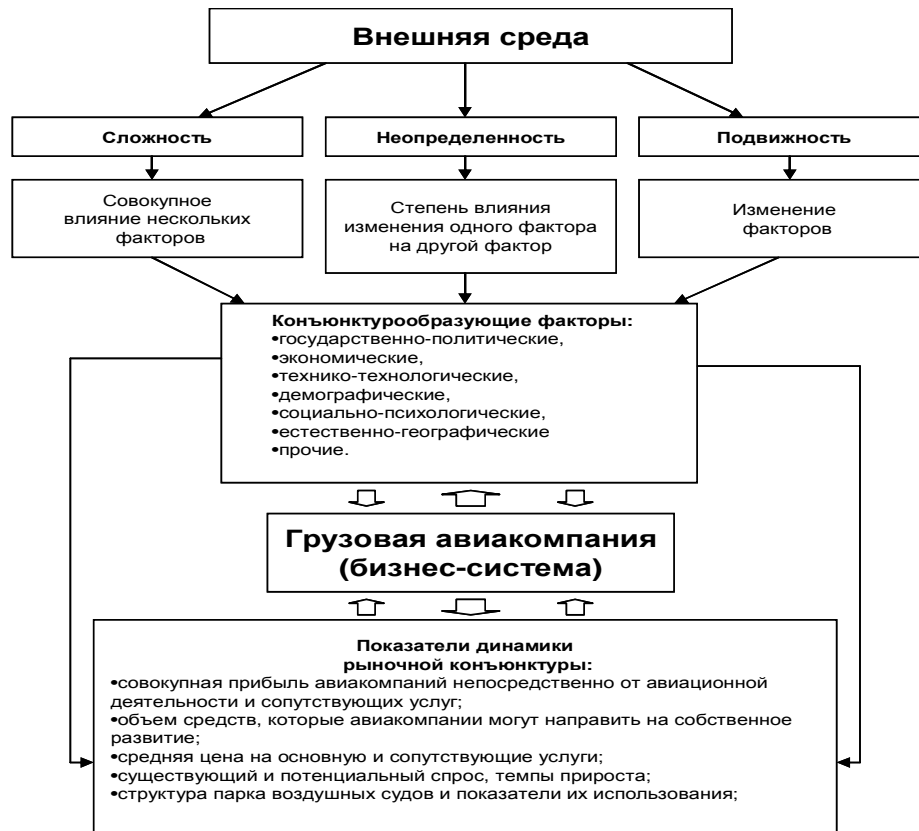 Внешняя среда
Сложность
Неопределенность
Подвижность
Совокупное
влияние нескольких
факторов
Степень влияния
изменения одного фактора
на другой фактор
Изменение
факторов
Конъюнктурообразующие факторы:
•государственно-политические,
•экономические,
•технико-технологические,
•демографические,
•социально-психологические,
•естественно-географические
•прочие.
Грузовая авиакомпания
(бизнес-система)
Показатели динамики
рыночной конъюнктуры:
•совокупная прибыль авиакомпаний непосредственно от авиационной
деятельности и сопутствующих услуг;
•объем средств, которые авиакомпании могут направить на собственное
развитие;
•средняя цена на основную и сопутствующие услуги;
•существующий и потенциальный спрос, темпы прироста;
•структура парка воздушных судов и показатели их использования;